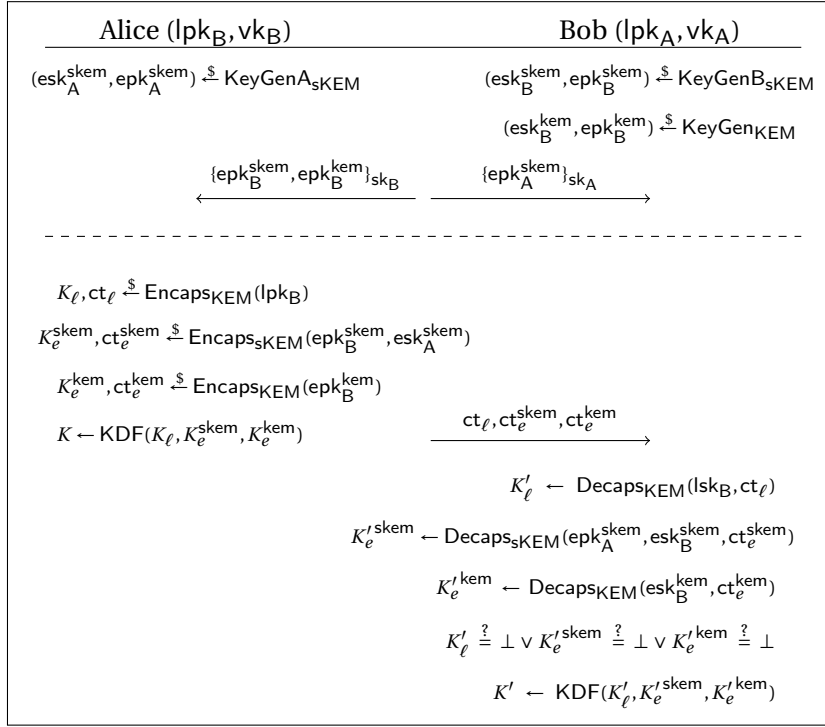 Alice (lpk_B, vk_B) Bob (lpk_A, vk_A)
(esk_A^skem, epk_A^skem) ←$ KeyGenA_sKEM (esk_B^skem, epk_B^skem) ←$ KeyGenB_sKEM
(esk_B^kem, epk_B^kem) ←$ KeyGen_KEM
{epk_B^skem, epk_B^kem}_sk_B {epk_A^skem}_sk_A
K_ℓ, ct_ℓ ←$ Encaps_KEM(lpk_B)
K_e^skem, ct_e^skem ←$ Encaps_sKEM(epk_B^skem, esk_A^skem)
K_e^kem, ct_e^kem ←$ Encaps_KEM(epk_B^kem)
K ← KDF(K_ℓ, K_e^skem, K_e^kem) ct_ℓ, ct_e^skem, ct_e^kem
K′_ℓ ← Decaps_KEM(lsk_B, ct_ℓ)
K′_e^skem ← Decaps_sKEM(epk_A^skem, esk_B^skem, ct_e^skem)
K′_e^kem ← Decaps_KEM(esk_B^kem, ct_e^kem)
K′_ℓ ≟ ⊥ ∨ K′_e^skem ≟ ⊥ ∨ K′_e^kem ≟ ⊥
K′ ← KDF(K′_ℓ, K′_e^skem, K′_e^kem)